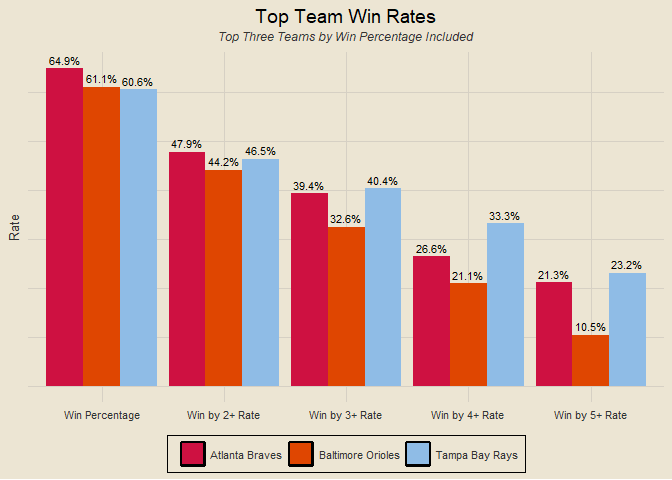 Top Team Win Rates
Top Three Teams by Win Percentage Included
64.9%
61.1%
60.6%
47.9%
44.2%
46.5%
39.4%
32.6%
40.4%
26.6%
21.1%
33.3%
21.3%
10.5%
23.2%
Rate
Win Percentage
Win by 2+ Rate
Win by 3+ Rate
Win by 4+ Rate
Win by 5+ Rate
Atlanta Braves
Baltimore Orioles
Tampa Bay Rays